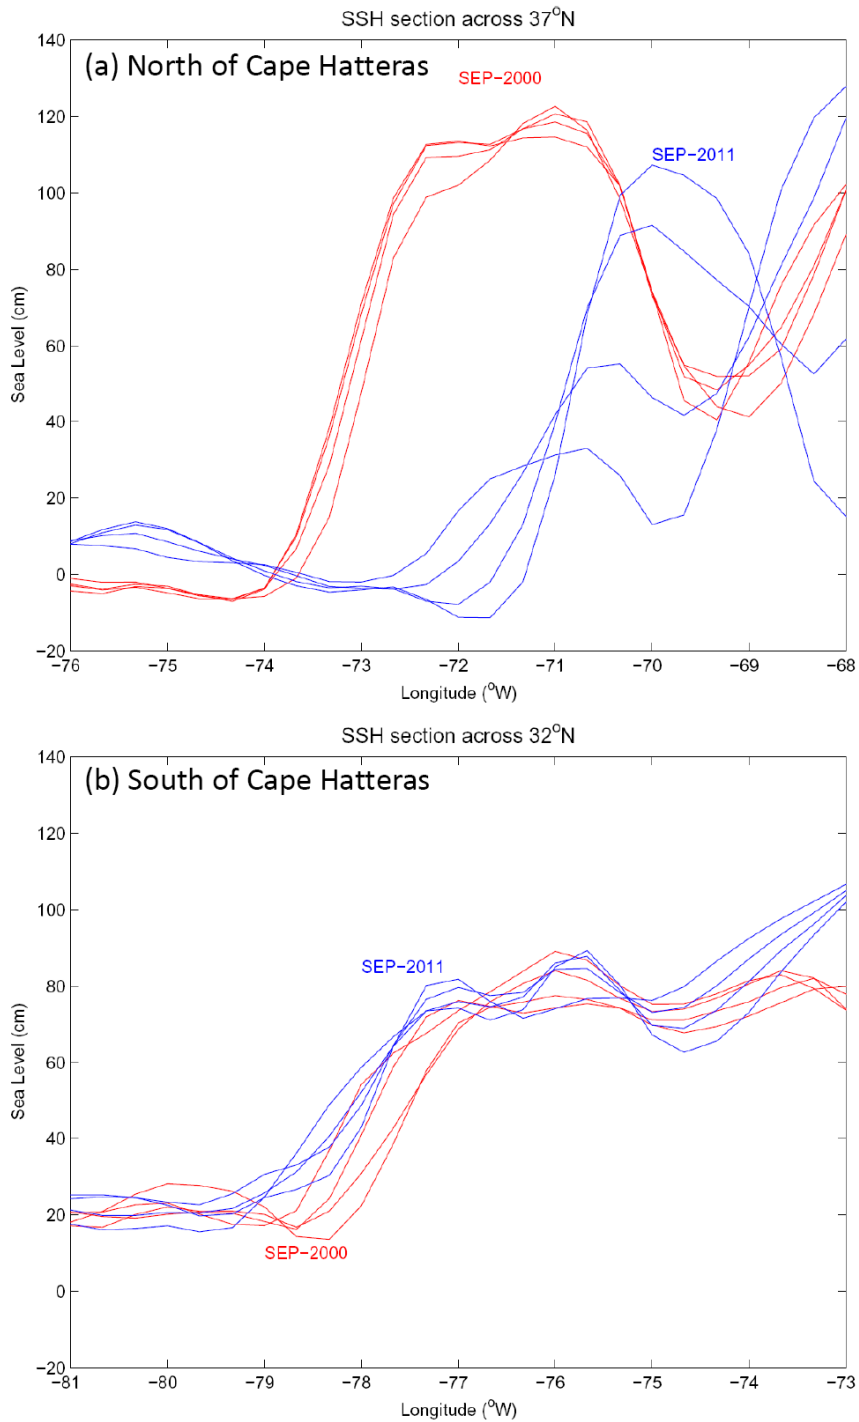 SSH section across 37°N
(a) North of Cape Hatteras
SEP−2000
SEP−2011
140
120
100
80
60
40
20
0
−20
Sea Level (cm)
−76 −75 −74 −73 −72 −71 −70 −69 −68
Longitude (°W)
SSH section across 32°N
(b) South of Cape Hatteras
SEP−2011
SEP−2000
140
120
100
80
60
40
20
0
−20
Sea Level (cm)
−81 −80 −79 −78 −77 −76 −75 −74 −73
Longitude (°W)